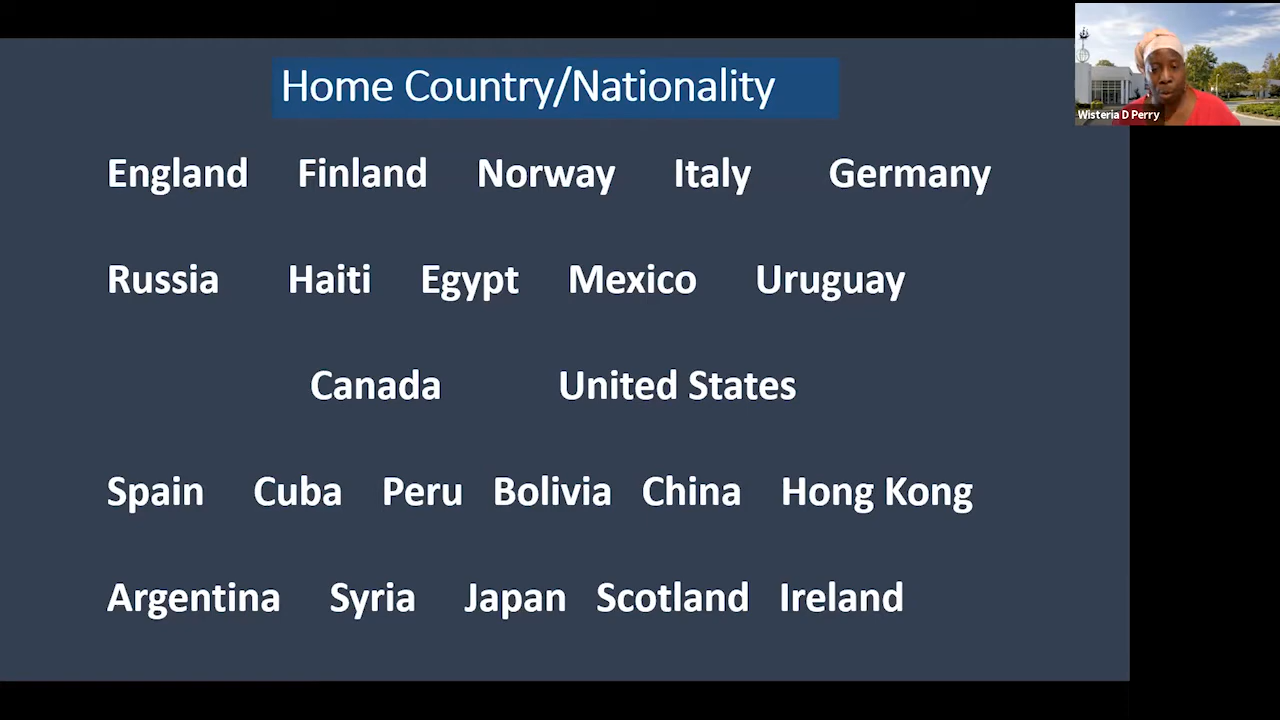 Home Country/Nationality
Wisteria D Perry
England Finland Norway Italy Germany
Russia Haiti Egypt Mexico Uruguay
Canada United States
Spain Cuba Peru Bolivia China Hong Kong
Argentina Syria Japan Scotland Ireland